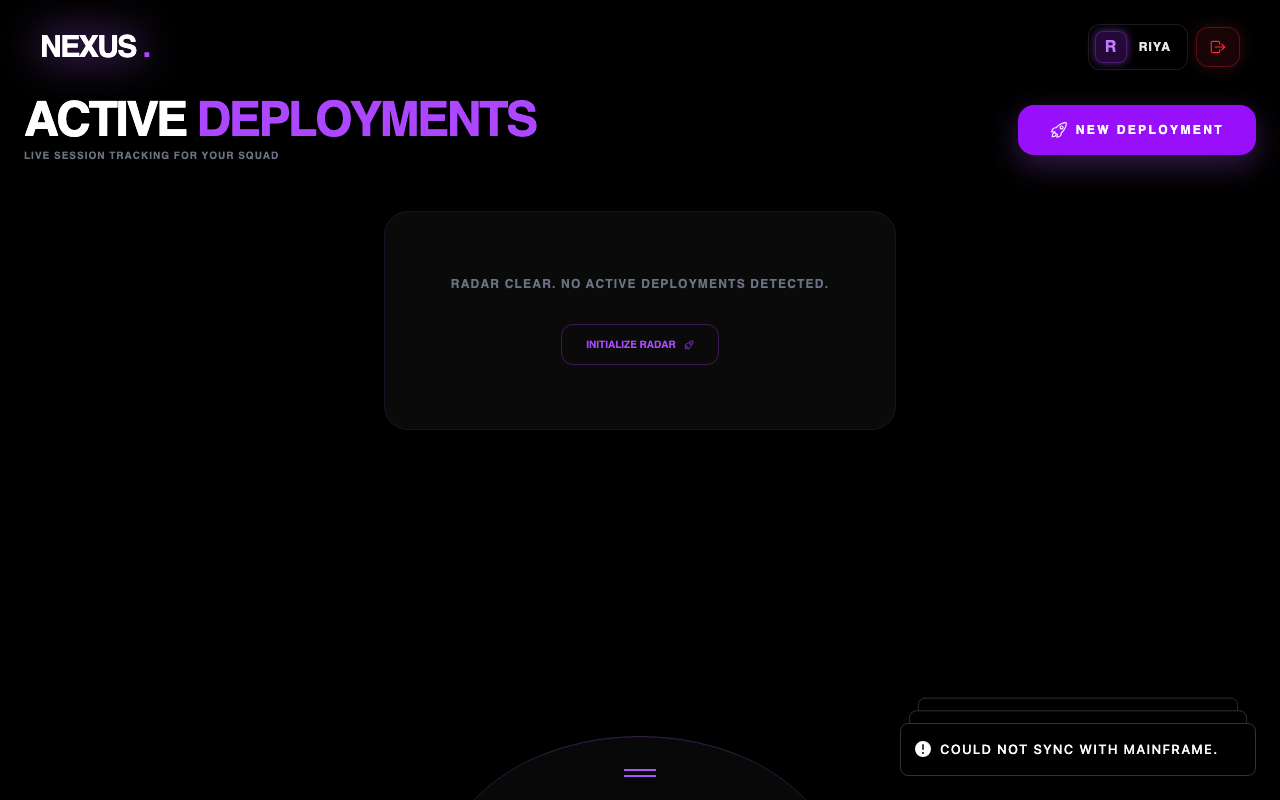 NEXUS .
R RIYA
ACTIVE DEPLOYMENTS
LIVE SESSION TRACKING FOR YOUR SQUAD
NEW DEPLOYMENT
RADAR CLEAR. NO ACTIVE DEPLOYMENTS DETECTED.
INITIALIZE RADAR
COULD NOT SYNC WITH MAINFRAME.